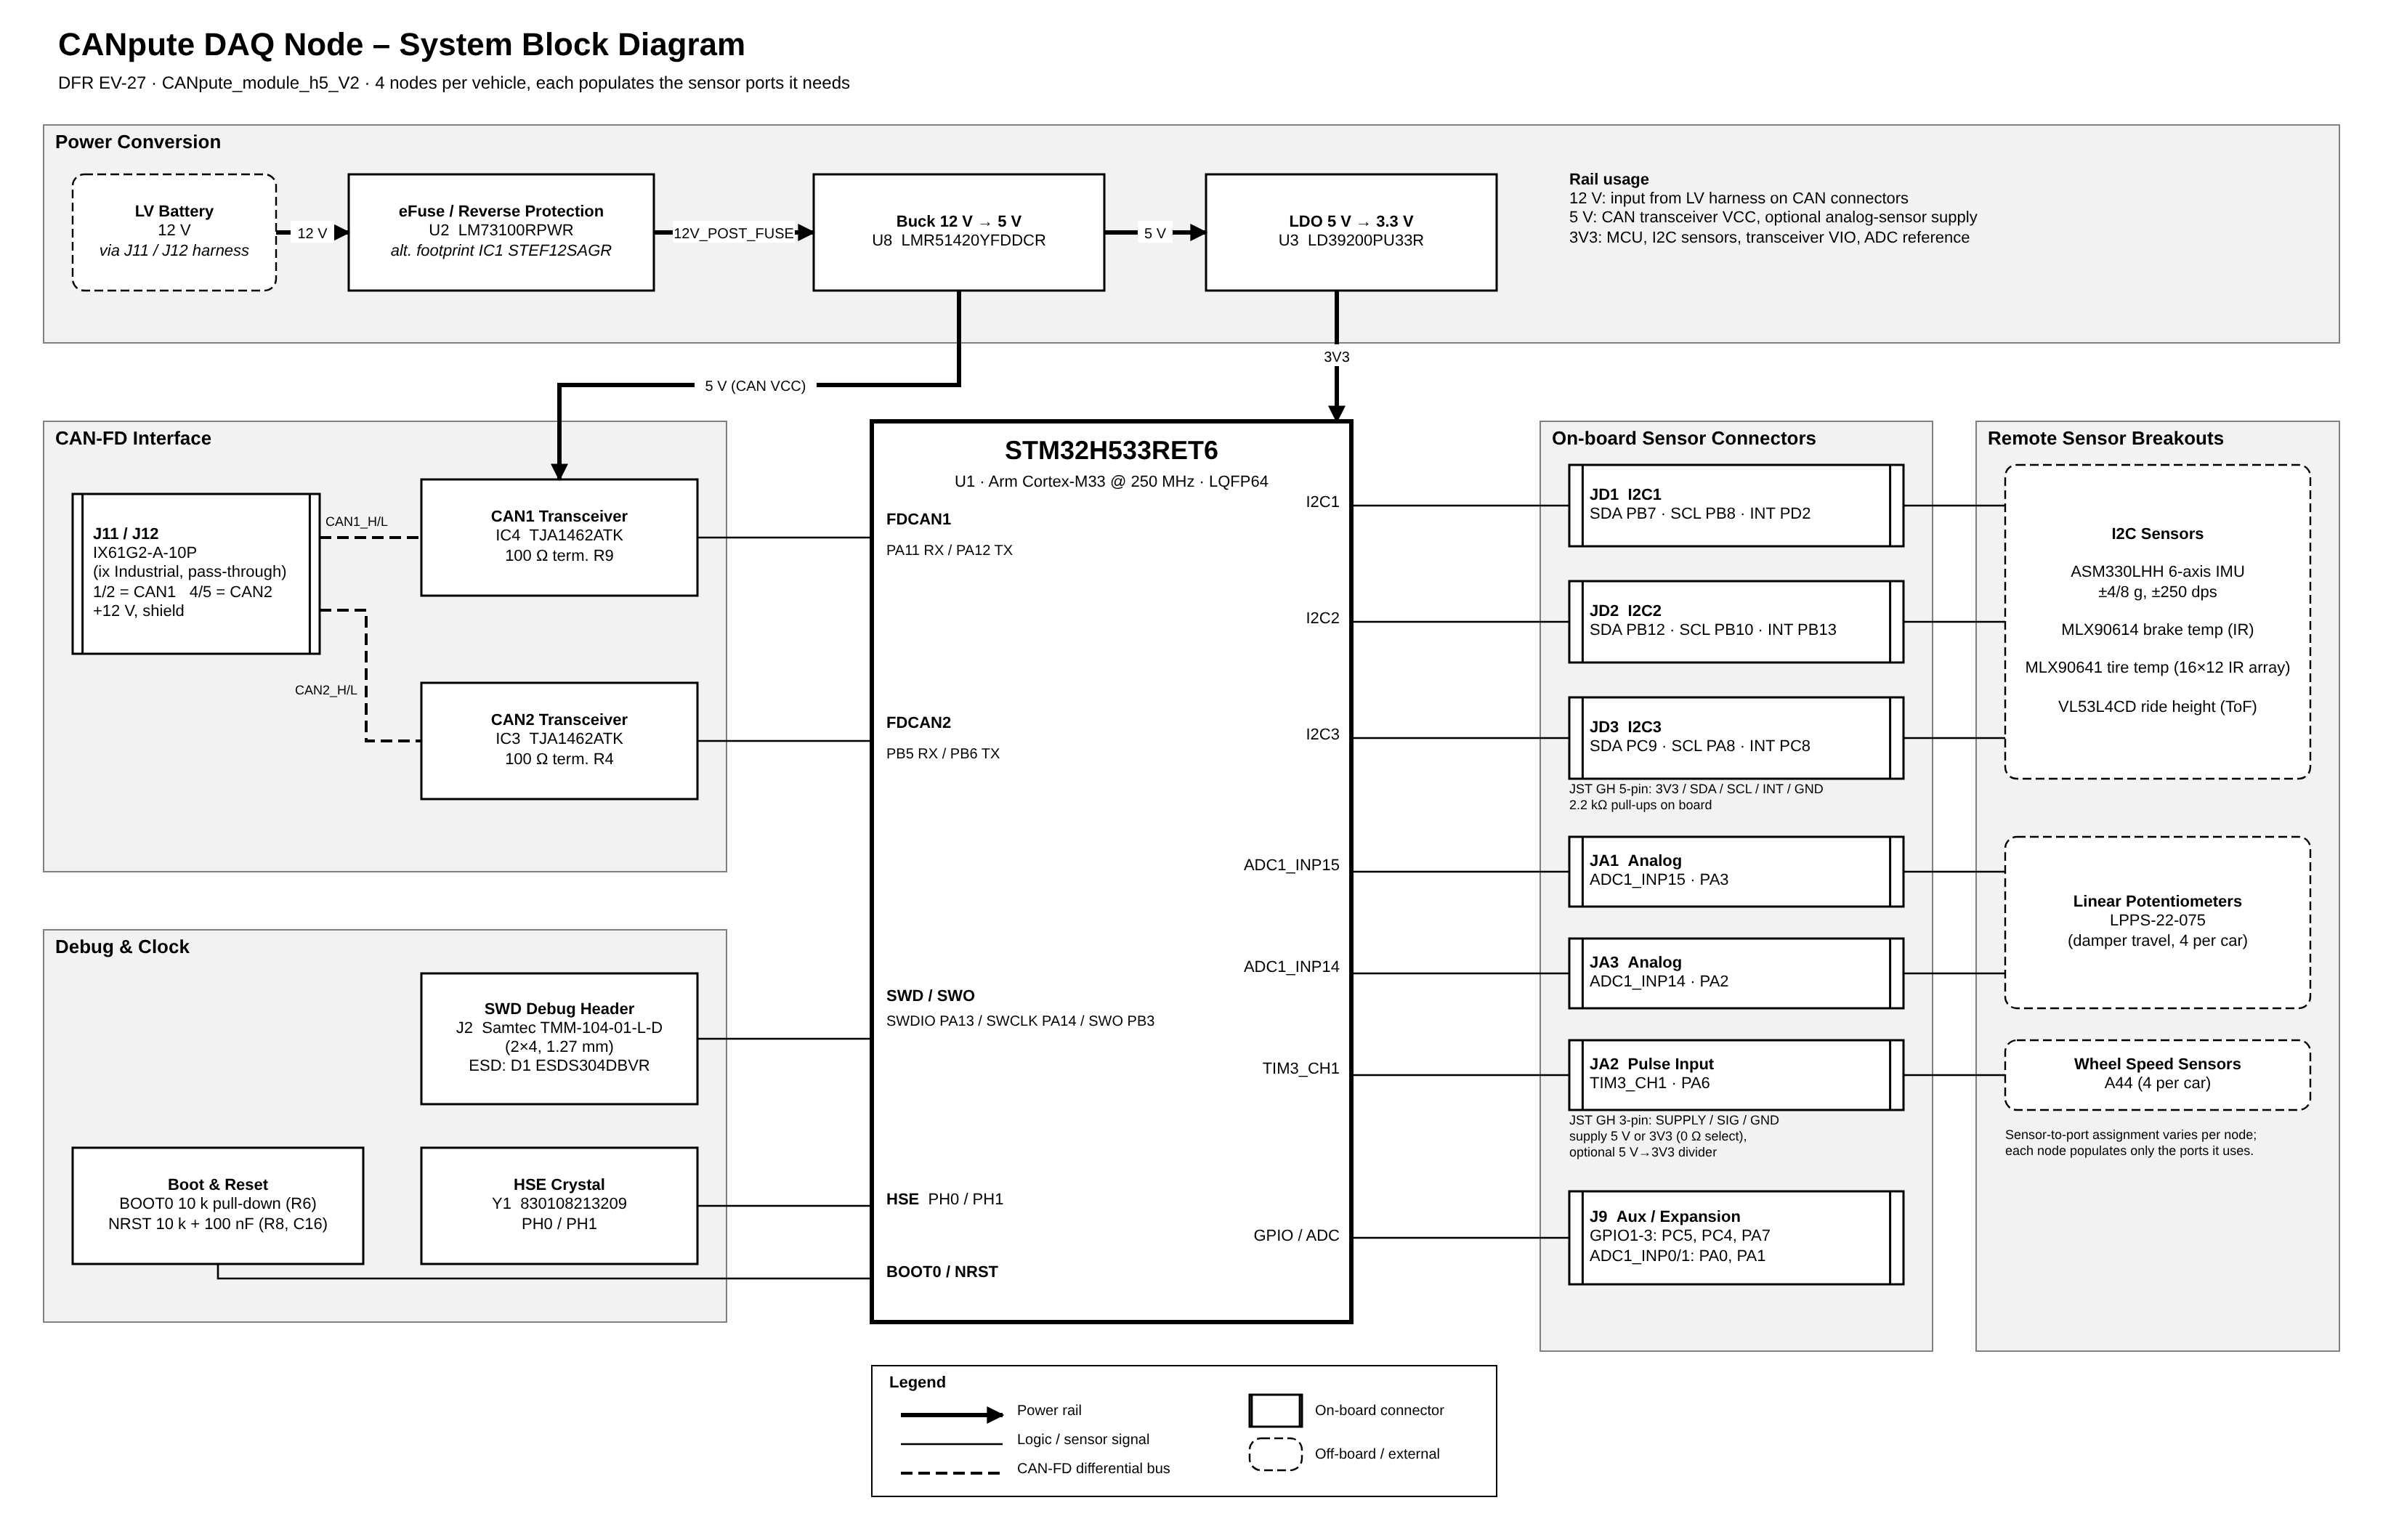 CANpute DAQ Node – System Block Diagram
DFR EV-27 · CANpute_module_h5_V2 · 4 nodes per vehicle, each populates the sensor ports it needs
Power Conversion
LV Battery
12 V
via J11 / J12 harness
12 V
eFuse / Reverse Protection
U2 LM73100RPWR
alt. footprint IC1 STEF12SAGR
12V_POST_FUSE
Buck 12 V → 5 V
U8 LMR51420YFDDCR
5 V
LDO 5 V → 3.3 V
U3 LD39200PU33R
Rail usage
12 V: input from LV harness on CAN connectors
5 V: CAN transceiver VCC, optional analog-sensor supply
3V3: MCU, I2C sensors, transceiver VIO, ADC reference
3V3
5 V (CAN VCC)
CAN-FD Interface
J11 / J12
IX61G2-A-10P
(ix Industrial, pass-through)
1/2 = CAN1 4/5 = CAN2
+12 V, shield
CAN1_H/L
CAN2_H/L
CAN1 Transceiver
IC4 TJA1462ATK
100 Ω term. R9
CAN2 Transceiver
IC3 TJA1462ATK
100 Ω term. R4
Debug & Clock
SWD Debug Header
J2 Samtec TMM-104-01-L-D
(2×4, 1.27 mm)
ESD: D1 ESDS304DBVR
Boot & Reset
BOOT0 10 k pull-down (R6)
NRST 10 k + 100 nF (R8, C16)
HSE Crystal
Y1 830108213209
PH0 / PH1
STM32H533RET6
U1 · Arm Cortex-M33 @ 250 MHz · LQFP64
FDCAN1
PA11 RX / PA12 TX
FDCAN2
PB5 RX / PB6 TX
SWD / SWO
SWDIO PA13 / SWCLK PA14 / SWO PB3
HSE PH0 / PH1
BOOT0 / NRST
I2C1
I2C2
I2C3
ADC1_INP15
ADC1_INP14
TIM3_CH1
GPIO / ADC
On-board Sensor Connectors
JD1 I2C1
SDA PB7 · SCL PB8 · INT PD2
JD2 I2C2
SDA PB12 · SCL PB10 · INT PB13
JD3 I2C3
SDA PC9 · SCL PA8 · INT PC8
JST GH 5-pin: 3V3 / SDA / SCL / INT / GND
2.2 kΩ pull-ups on board
JA1 Analog
ADC1_INP15 · PA3
JA3 Analog
ADC1_INP14 · PA2
JA2 Pulse Input
TIM3_CH1 · PA6
JST GH 3-pin: SUPPLY / SIG / GND
supply 5 V or 3V3 (0 Ω select),
optional 5 V→3V3 divider
J9 Aux / Expansion
GPIO1-3: PC5, PC4, PA7
ADC1_INP0/1: PA0, PA1
Remote Sensor Breakouts
I2C Sensors
ASM330LHH 6-axis IMU
±4/8 g, ±250 dps
MLX90614 brake temp (IR)
MLX90641 tire temp (16×12 IR array)
VL53L4CD ride height (ToF)
Linear Potentiometers
LPPS-22-075
(damper travel, 4 per car)
Wheel Speed Sensors
A44 (4 per car)
Sensor-to-port assignment varies per node;
each node populates only the ports it uses.
Legend
Power rail
Logic / sensor signal
CAN-FD differential bus
On-board connector
Off-board / external